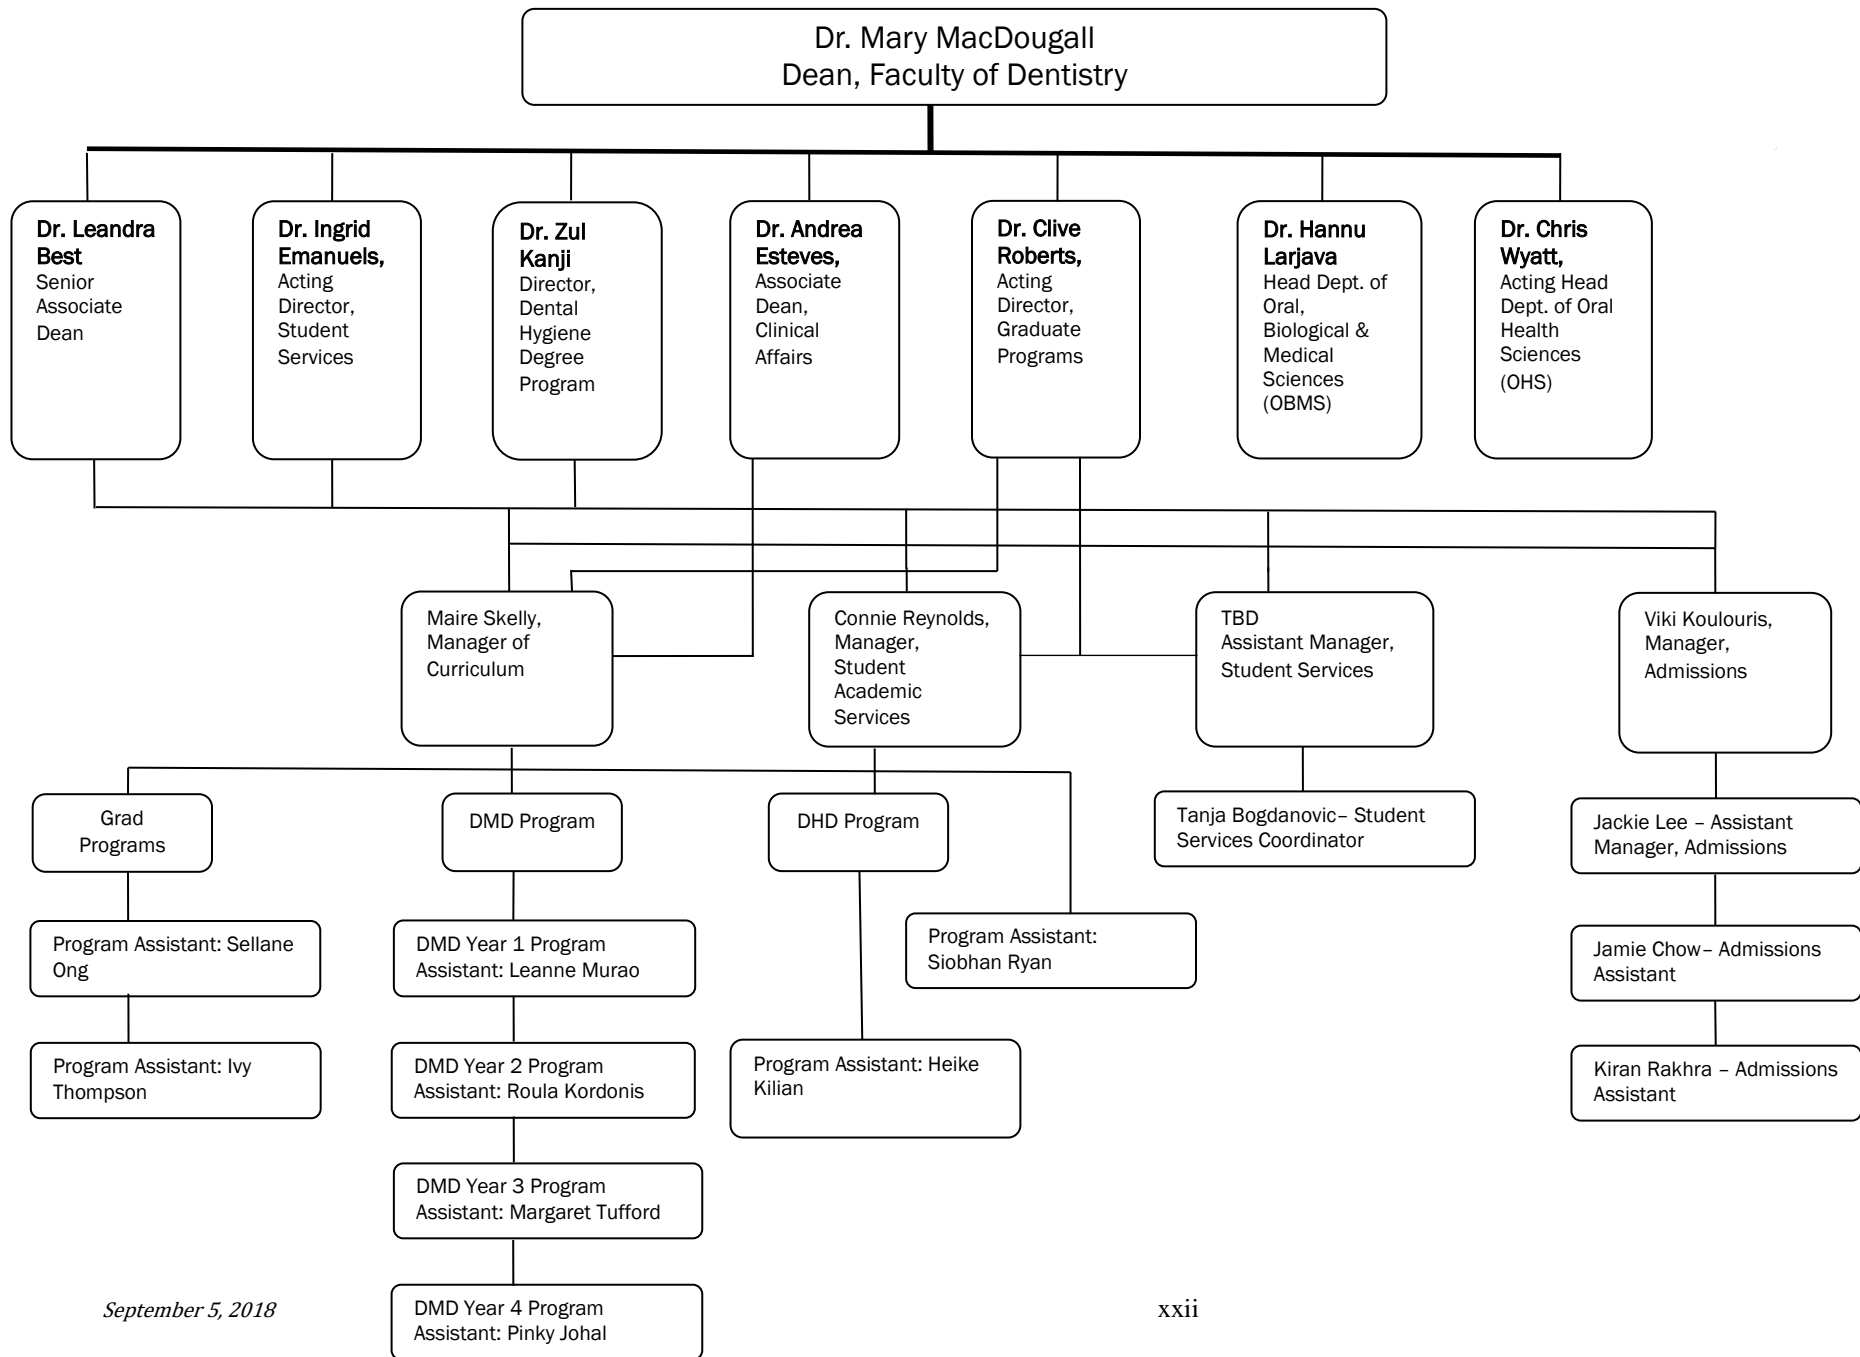 Dr. Mary MacDougall
Dean, Faculty of Dentistry
Dr. Leandra
Best
Senior
Associate
Dean
Dr. Ingrid
Emanuels,
Acting
Director,
Student
Services
Dr. Zul
Kanji
Director,
Dental
Hygiene
Degree
Program
Dr. Andrea
Esteves,
Associate
Dean,
Clinical
Affairs
Dr. Clive
Roberts,
Acting
Director,
Graduate
Programs
Dr. Hannu
Larjava
Head Dept. of
Oral,
Biological &
Medical
Sciences
(OBMS)
Dr. Chris
Wyatt,
Acting Head
Dept. of Oral
Health
Sciences
(OHS)
Maire Skelly,
Manager of
Curriculum
Connie Reynolds,
Manager,
Student
Academic
Services
TBD
Assistant Manager,
Student Services
Viki Koulouris,
Manager,
Admissions
Grad
Programs
DMD Program
DHD Program
Tanja Bogdanovic– Student
Services Coordinator
Jackie Lee – Assistant
Manager, Admissions
Program Assistant: Sellane
Ong
DMD Year 1 Program
Assistant: Leanne Murao
Program Assistant:
Siobhan Ryan
Jamie Chow– Admissions
Assistant
Program Assistant: Ivy
Thompson
DMD Year 2 Program
Assistant: Roula Kordonis
Program Assistant: Heike
Kilian
Kiran Rakhra – Admissions
Assistant
DMD Year 3 Program
Assistant: Margaret Tufford
DMD Year 4 Program
Assistant: Pinky Johal
September 5, 2018
xxii